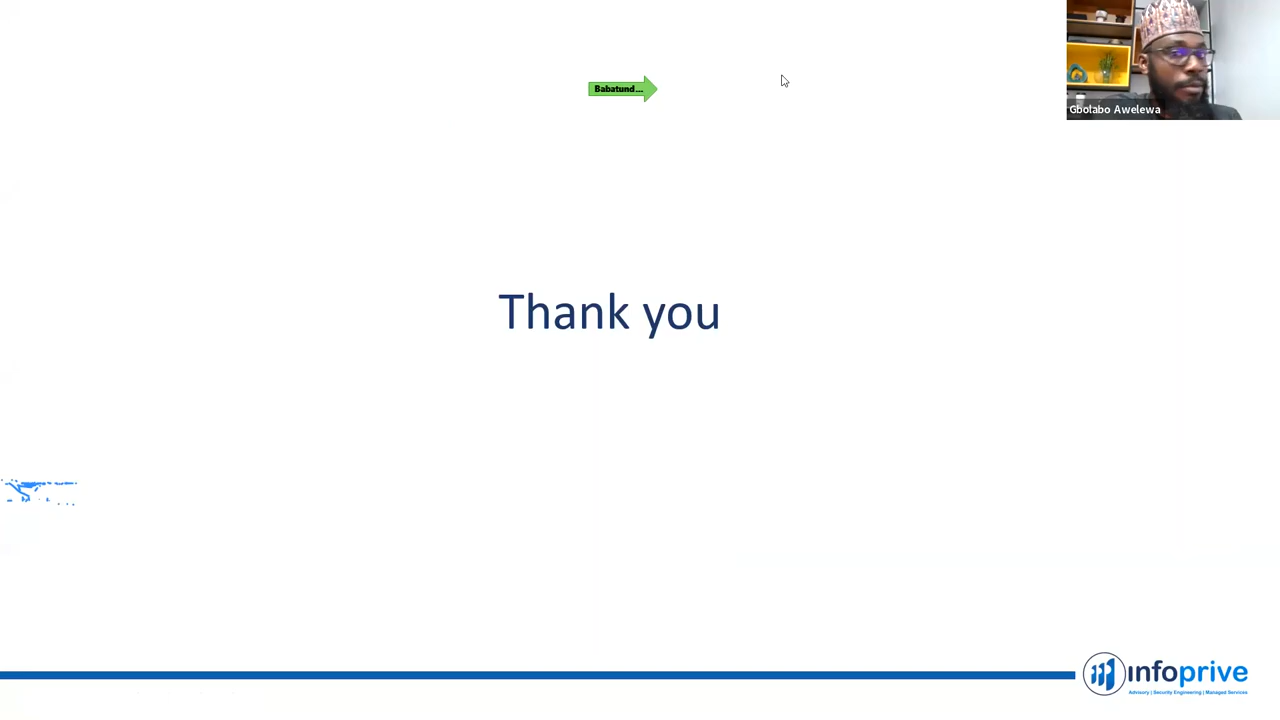 Babatund...
Gbolabo Awelewa
Thank you
infoprive
Advisory | Security Engineering | Managed Services